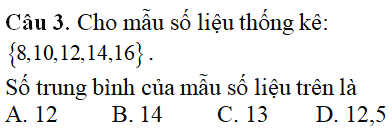 Câu 3. Cho mẫu số liệu thống kê:
{8,10,12,14,16} .
Số trung bình của mẫu số liệu trên là
A. 12 B. 14 C. 13 D. 12,5